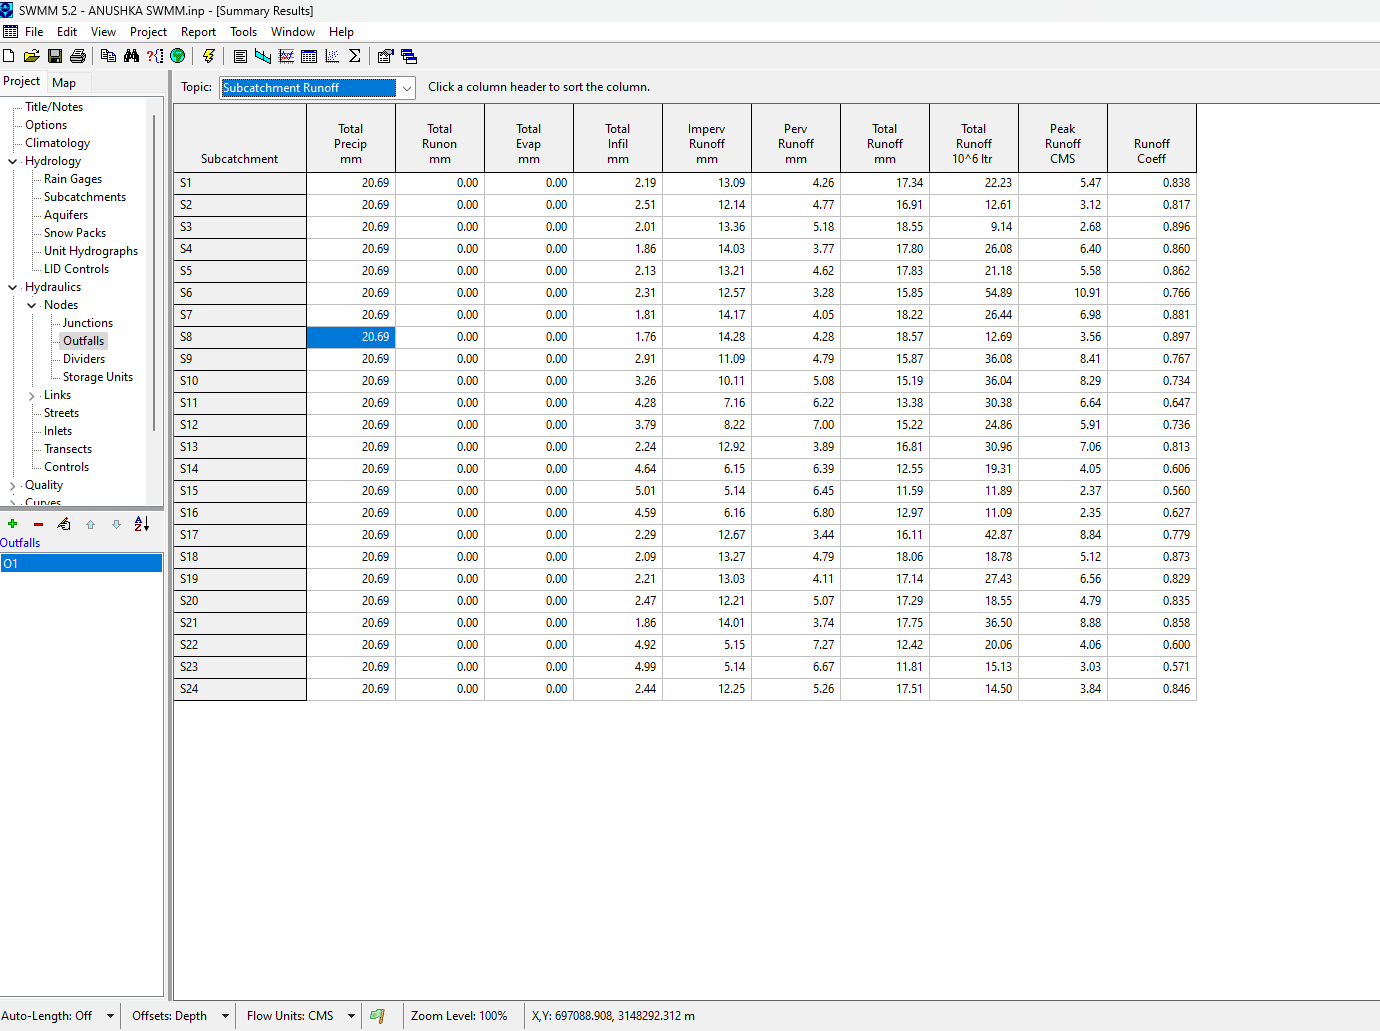 SWMM 5.2 - ANUSHKA SWMM.inp - [Summary Results]
File Edit View Project Report Tools Window Help
Project Map
Title/Notes
Options
Climatology
Hydrology
Rain Gages
Subcatchments
Aquifers
Snow Packs
Unit Hydrographs
LID Controls
Hydraulics
Nodes
Junctions
Outfalls
Dividers
Storage Units
Links
Streets
Inlets
Transects
Controls
Quality
Curves
Outfalls
O1
Topic: Subcatchment Runoff Click a column header to sort the column.
Subcatchment Total Precip mm Total Runon mm Total Evap mm Total Infil mm Imperv Runoff mm Perv Runoff mm Total Runoff mm Total Runoff 10^6 ltr Peak Runoff CMS Runoff Coeff
S1 20.69 0.00 0.00 2.19 13.09 4.26 17.34 22.23 5.47 0.838
S2 20.69 0.00 0.00 2.51 12.14 4.77 16.91 12.61 3.12 0.817
S3 20.69 0.00 0.00 2.01 13.36 5.18 18.55 9.14 2.68 0.896
S4 20.69 0.00 0.00 1.86 14.03 3.77 17.80 26.08 6.40 0.860
S5 20.69 0.00 0.00 2.13 13.21 4.62 17.83 21.18 5.58 0.862
S6 20.69 0.00 0.00 2.31 12.57 3.28 15.85 54.89 10.91 0.766
S7 20.69 0.00 0.00 1.81 14.17 4.05 18.22 26.44 6.98 0.881
S8 20.69 0.00 0.00 1.76 14.28 4.28 18.57 12.69 3.56 0.897
S9 20.69 0.00 0.00 2.91 11.09 4.79 15.87 36.08 8.41 0.767
S10 20.69 0.00 0.00 3.26 10.11 5.08 15.19 36.04 8.29 0.734
S11 20.69 0.00 0.00 4.28 7.16 6.22 13.38 30.38 6.64 0.647
S12 20.69 0.00 0.00 3.79 8.22 7.00 15.22 24.86 5.91 0.736
S13 20.69 0.00 0.00 2.24 12.92 3.89 16.81 30.96 7.06 0.813
S14 20.69 0.00 0.00 4.64 6.15 6.39 12.55 19.31 4.05 0.606
S15 20.69 0.00 0.00 5.01 5.14 6.45 11.59 11.89 2.37 0.560
S16 20.69 0.00 0.00 4.59 6.16 6.80 12.97 11.09 2.35 0.627
S17 20.69 0.00 0.00 2.29 12.67 3.44 16.11 42.87 8.84 0.779
S18 20.69 0.00 0.00 2.09 13.27 4.79 18.06 18.78 5.12 0.873
S19 20.69 0.00 0.00 2.21 13.03 4.11 17.14 27.43 6.56 0.829
S20 20.69 0.00 0.00 2.47 12.21 5.07 17.29 18.55 4.79 0.835
S21 20.69 0.00 0.00 1.86 14.01 3.74 17.75 36.50 8.88 0.858
S22 20.69 0.00 0.00 4.92 5.15 7.27 12.42 20.06 4.06 0.600
S23 20.69 0.00 0.00 4.99 5.14 6.67 11.81 15.13 3.03 0.571
S24 20.69 0.00 0.00 2.44 12.25 5.26 17.51 14.50 3.84 0.846
Auto-Length: Off Offsets: Depth Flow Units: CMS Zoom Level: 100% X,Y: 697088.908, 3148292.312 m